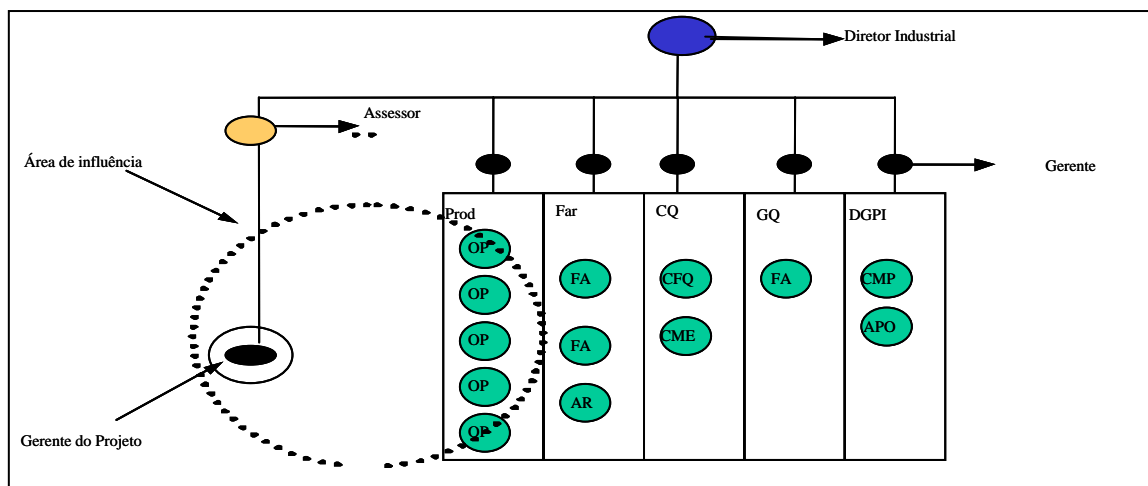 Diretor Industrial
Assessor
Área de influência
Gerente
Prod
Far
CQ
GQ
DGPI
OP
FA
CFQ
FA
CMP
OP
APO
OP
FA
CME
OP
AR
OP
Gerente do Projeto